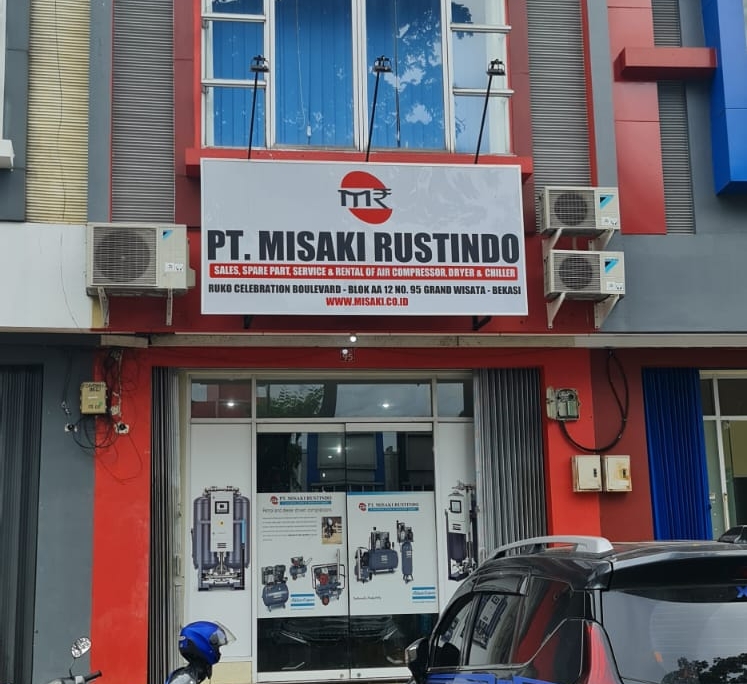 MR
PT. MISAKI RUSTINDO
SALES, SPARE PART, SERVICE & RENTAL OF AIR COMPRESSOR, DRYER & CHILLER
RUKO CELEBRATION BOULEVARD - BLOK AA 12 NO. 95 GRAND WISATA - BEKASI
WWW.MISAKI.CO.ID
PT. MISAKI RUSTINDO
PT. MISAKI RUSTINDO